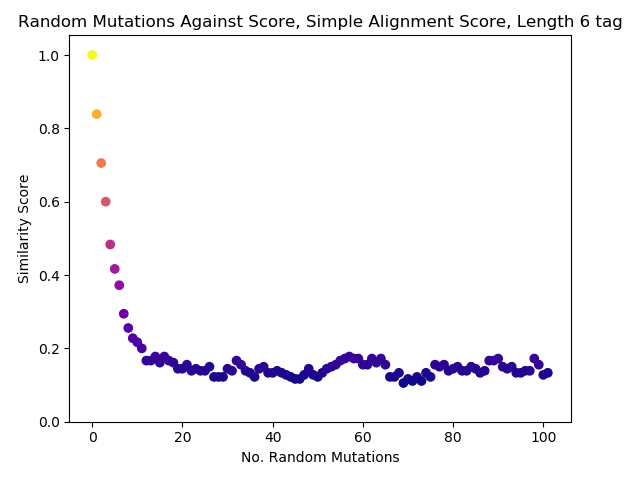 Random Mutations Against Score, Simple Alignment Score, Length 6 tag
1.0
0.8
0.6
0.4
0.2
0.0
Similarity Score
0 20 40 60 80 100
No. Random Mutations